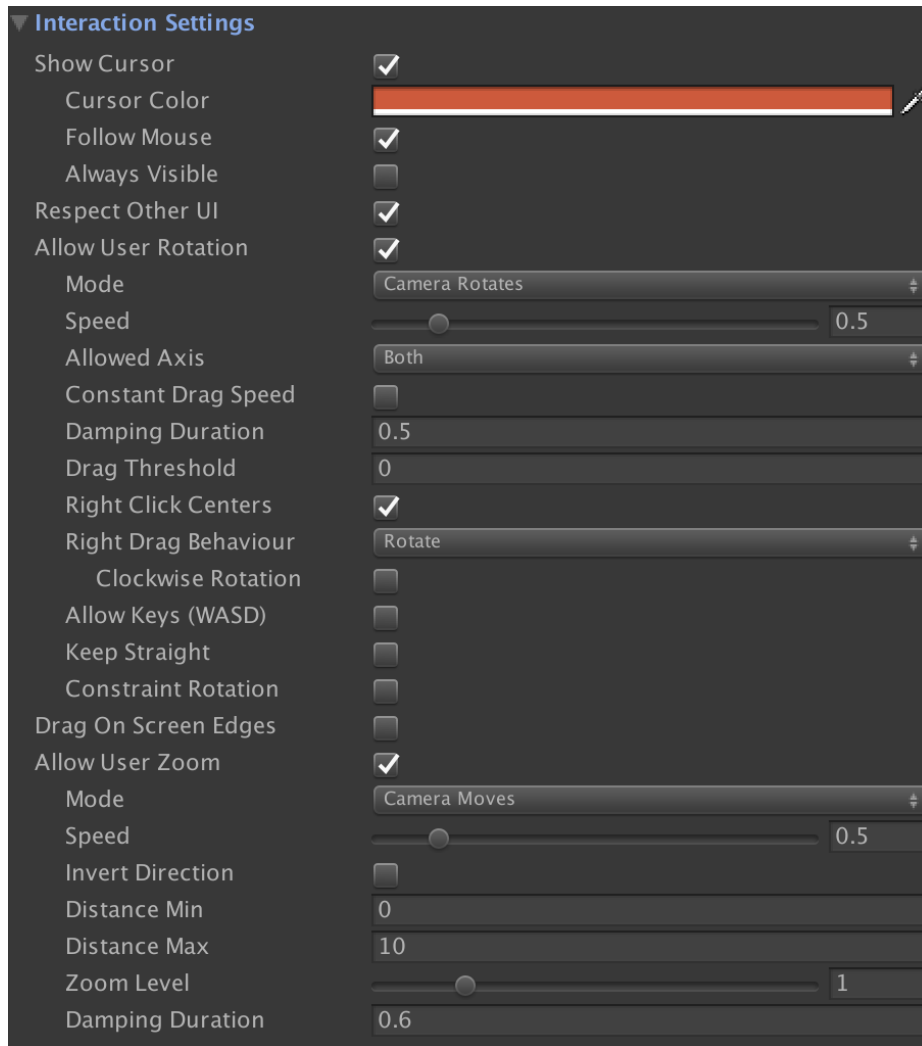 Interaction Settings
Show Cursor
Cursor Color
Follow Mouse
Always Visible
Respect Other UI
Allow User Rotation
Mode Camera Rotates
Speed 0.5
Allowed Axis Both
Constant Drag Speed
Damping Duration 0.5
Drag Threshold 0
Right Click Centers
Right Drag Behaviour Rotate
Clockwise Rotation
Allow Keys (WASD)
Keep Straight
Constraint Rotation
Drag On Screen Edges
Allow User Zoom
Mode Camera Moves
Speed 0.5
Invert Direction
Distance Min 0
Distance Max 10
Zoom Level 1
Damping Duration 0.6